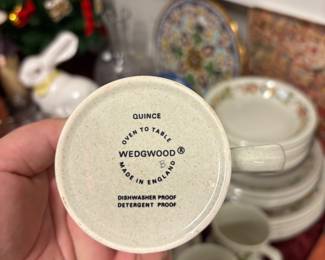 QUINCE
OVEN TO TABLE
WEDGWOOD®
B
MADE IN ENGLAND
DISHWASHER PROOF
DETERGENT PROOF